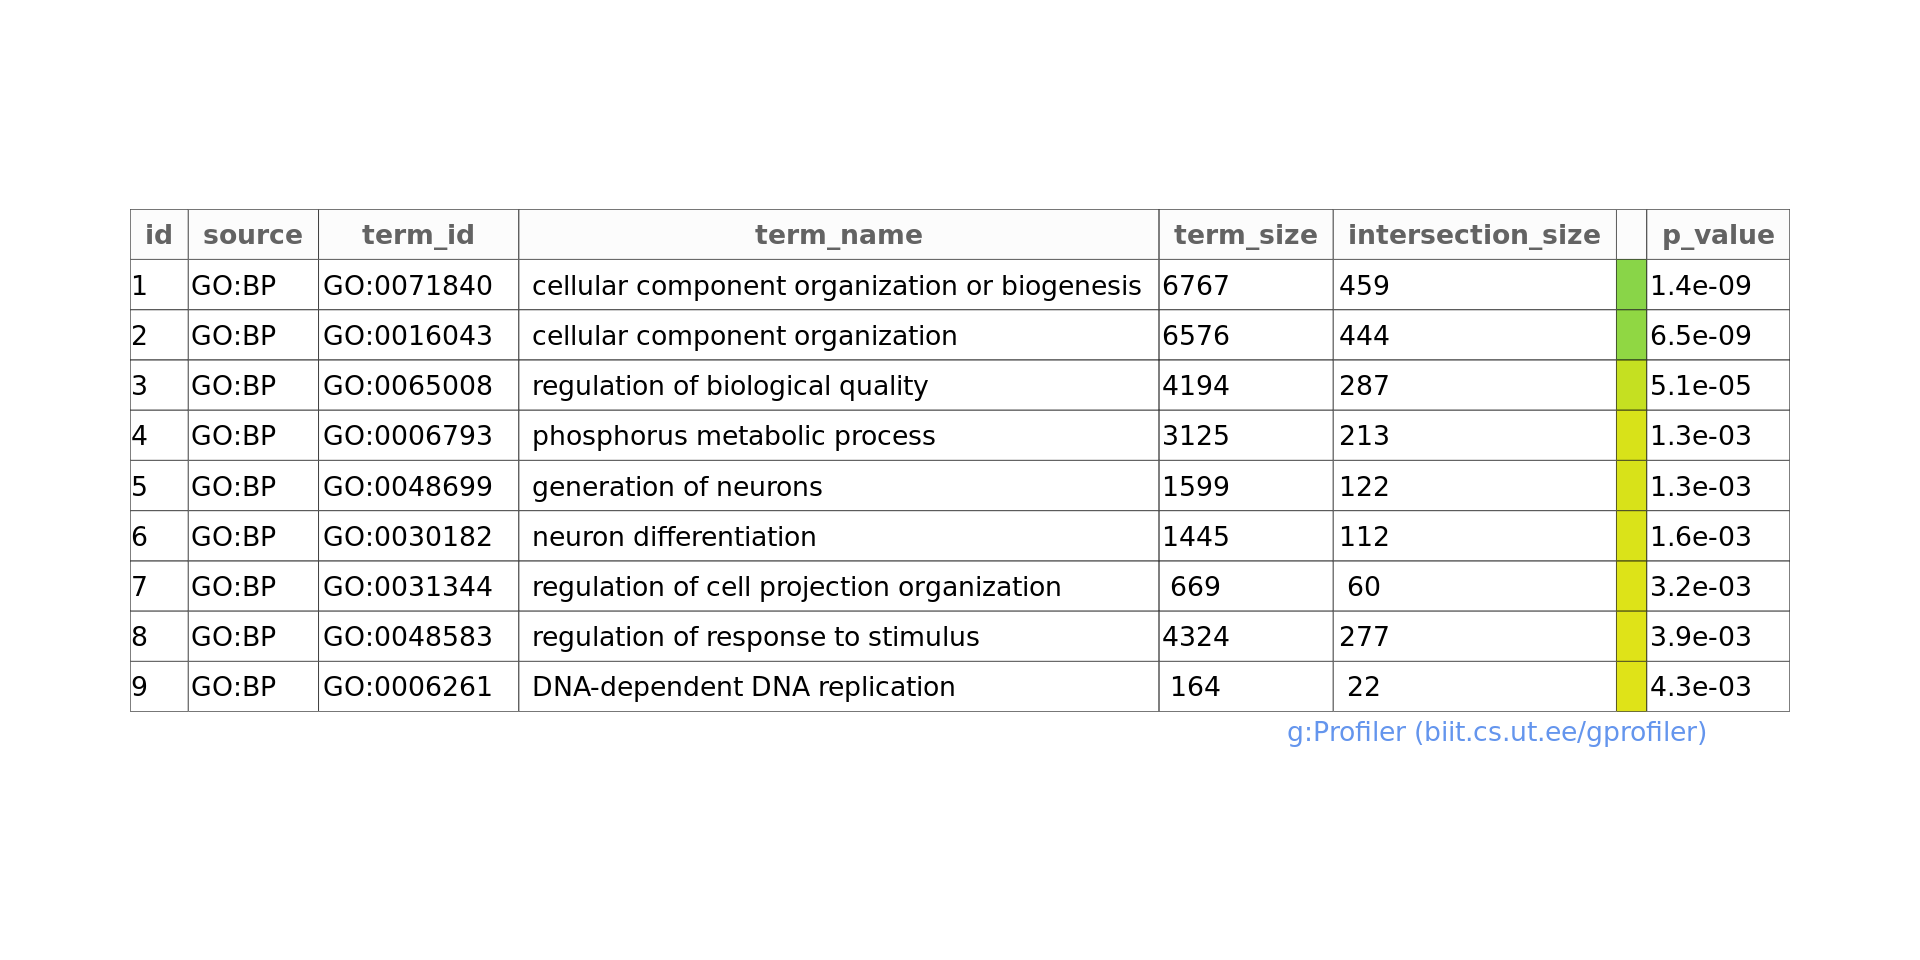 id source term_id term_name term_size intersection_size p_value
1 GO:BP GO:0071840 cellular component organization or biogenesis 6767 459 1.4e-09
2 GO:BP GO:0016043 cellular component organization 6576 444 6.5e-09
3 GO:BP GO:0065008 regulation of biological quality 4194 287 5.1e-05
4 GO:BP GO:0006793 phosphorus metabolic process 3125 213 1.3e-03
5 GO:BP GO:0048699 generation of neurons 1599 122 1.3e-03
6 GO:BP GO:0030182 neuron differentiation 1445 112 1.6e-03
7 GO:BP GO:0031344 regulation of cell projection organization 669 60 3.2e-03
8 GO:BP GO:0048583 regulation of response to stimulus 4324 277 3.9e-03
9 GO:BP GO:0006261 DNA-dependent DNA replication 164 22 4.3e-03
g:Profiler (biit.cs.ut.ee/gprofiler)